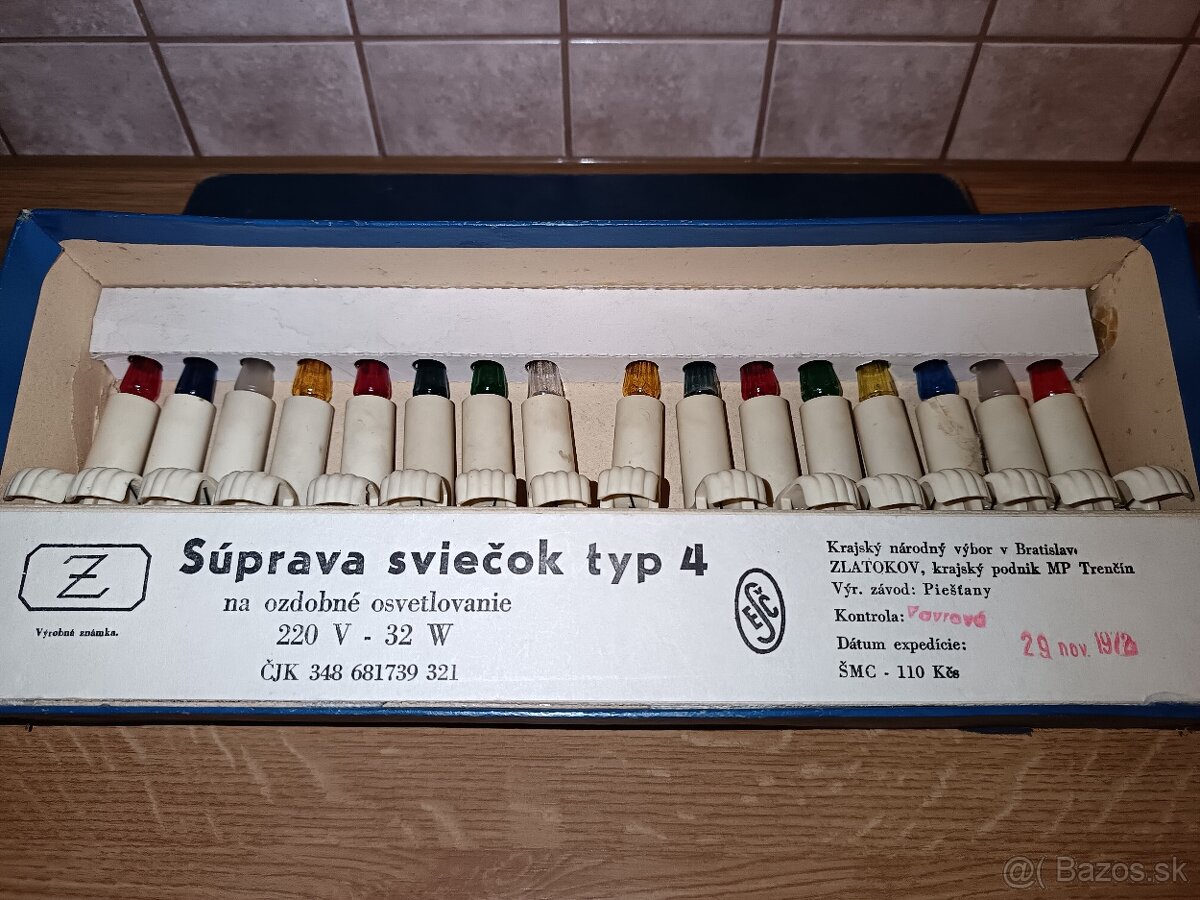 Z
Výrobná známka.
Súprava sviečok typ 4
na ozdobné osvetlovanie
220 V - 32 W
ČJK 348 681739 321
EŠČ
Krajský národný výbor v Bratislave
ZLATOKOV, krajský podnik MP Trenčín
Výr. závod: Piešťany
Kontrola: Vavrová
Dátum expedície: 29 nov. 1972
ŠMC - 110 Kčs
@( Bazos.sk